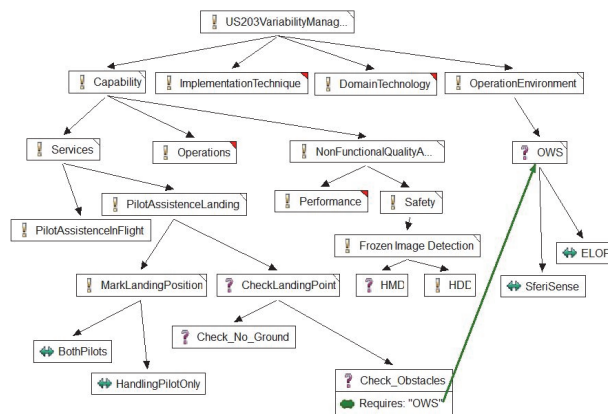 US203VariabilityManag...
Capability
ImplementationTechnique
DomainTechnology
OperationEnvironment
Services
Operations
NonFunctionalQualityA...
OWS
PilotAssistenceLanding
Performance
Safety
PilotAssistenceInFlight
Frozen Image Detection
ELOP
MarkLandingPosition
CheckLandingPoint
HMD
HDD
SferiSense
Check_No_Ground
BothPilots
HandlingPilotOnly
Check_Obstacles
Requires: "OWS"